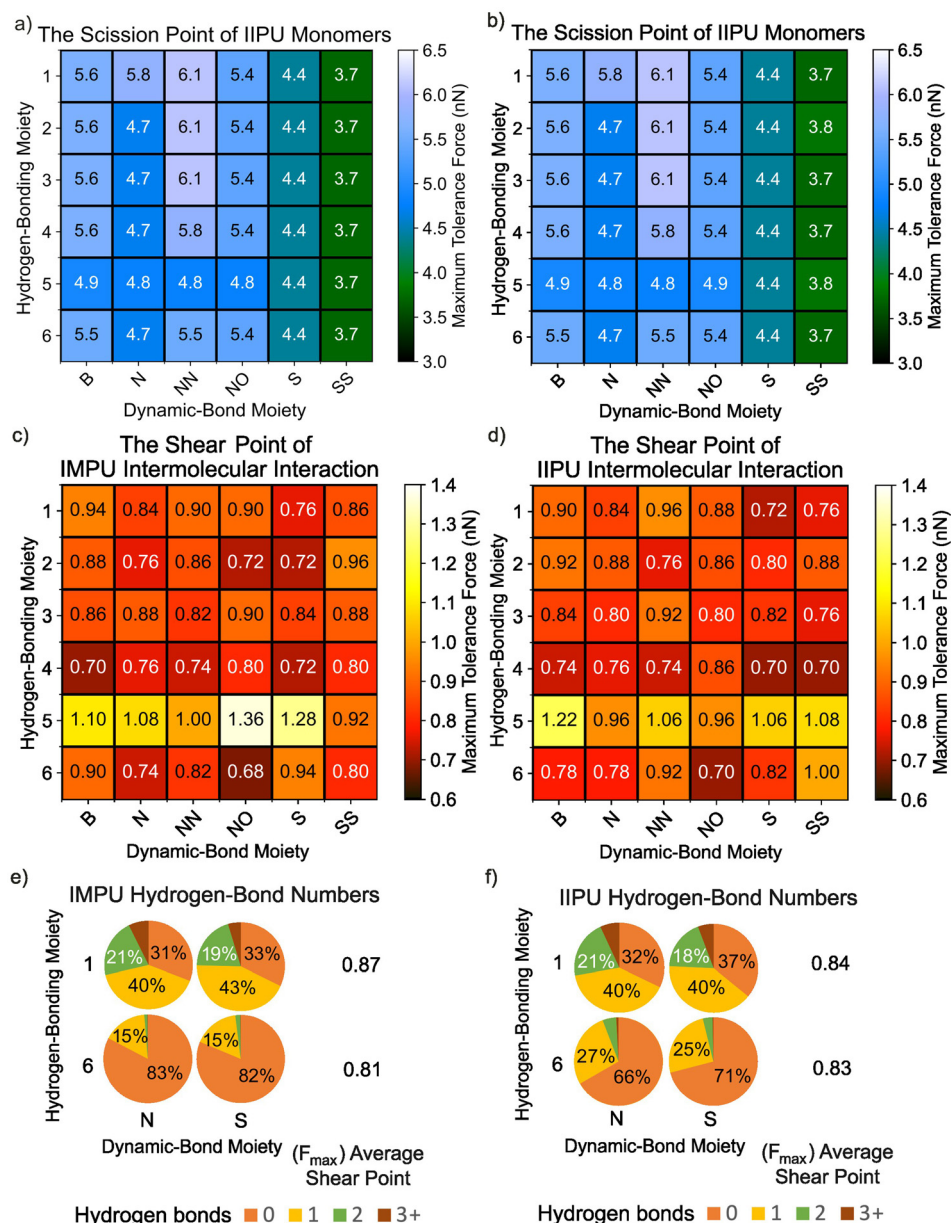 a)
The Scission Point of IIPU Monomers
Hydrogen-Bonding Moiety
1 5.6 5.8 6.1 5.4 4.4 3.7
2 5.6 4.7 6.1 5.4 4.4 3.7
3 5.6 4.7 6.1 5.4 4.4 3.7
4 5.6 4.7 5.8 5.4 4.4 3.7
5 4.9 4.8 4.8 4.8 4.4 3.7
6 5.5 4.7 5.5 5.4 4.4 3.7
B N NN NO S SS
Dynamic-Bond Moiety
6.5
6.0
5.5
5.0
4.5
4.0
3.5
3.0
Maximum Tolerance Force (nN)
b)
The Scission Point of IIPU Monomers
Hydrogen-Bonding Moiety
1 5.6 5.8 6.1 5.4 4.4 3.7
2 5.6 4.7 6.1 5.4 4.4 3.8
3 5.6 4.7 6.1 5.4 4.4 3.7
4 5.6 4.7 5.8 5.4 4.4 3.7
5 4.9 4.8 4.8 4.9 4.4 3.8
6 5.5 4.7 5.5 5.4 4.4 3.7
B N NN NO S SS
Dynamic-Bond Moiety
6.5
6.0
5.5
5.0
4.5
4.0
3.5
3.0
Maximum Tolerance Force (nN)
c)
The Shear Point of
IMPU Intermolecular Interaction
Hydrogen-Bonding Moiety
1 0.94 0.84 0.90 0.90 0.76 0.86
2 0.88 0.76 0.86 0.72 0.72 0.96
3 0.86 0.88 0.82 0.90 0.84 0.88
4 0.70 0.76 0.74 0.80 0.72 0.80
5 1.10 1.08 1.00 1.36 1.28 0.92
6 0.90 0.74 0.82 0.68 0.94 0.80
B N NN NO S SS
Dynamic-Bond Moiety
1.4
1.3
1.2
1.1
1.0
0.9
0.8
0.7
0.6
Maximum Tolerance Force (nN)
d)
The Shear Point of
IIPU Intermolecular Interaction
Hydrogen-Bonding Moiety
1 0.90 0.84 0.96 0.88 0.72 0.76
2 0.92 0.88 0.76 0.86 0.80 0.88
3 0.84 0.80 0.92 0.80 0.82 0.76
4 0.74 0.76 0.74 0.86 0.70 0.70
5 1.22 0.96 1.06 0.96 1.06 1.08
6 0.78 0.78 0.92 0.70 0.82 1.00
B N NN NO S SS
Dynamic-Bond Moiety
1.4
1.3
1.2
1.1
1.0
0.9
0.8
0.7
0.6
Maximum Tolerance Force (nN)
e)
IMPU Hydrogen-Bond Numbers
Hydrogen-Bonding Moiety
1 21% 31% 40% 19% 33% 43% 0.87
6 15% 83% 15% 82% 0.81
N S
Dynamic-Bond Moiety
(Fmax) Average
Shear Point
Hydrogen bonds 0 1 2 3+
f)
IIPU Hydrogen-Bond Numbers
Hydrogen-Bonding Moiety
1 21% 32% 40% 18% 37% 40% 0.84
6 27% 66% 25% 71% 0.83
N S
Dynamic-Bond Moiety
(Fmax) Average
Shear Point
Hydrogen bonds 0 1 2 3+